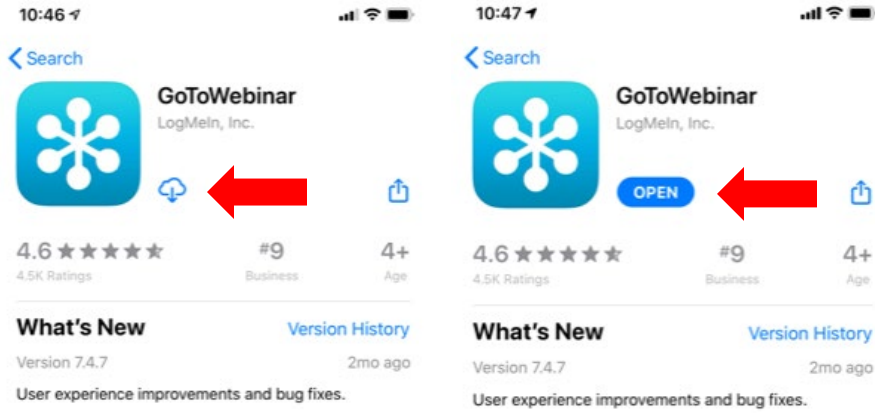 10:46
Search
GoToWebinar
LogMeIn, Inc.
4.6
#9
4+
4.5K Ratings
Business
Age
What's New
Version History
Version 7.4.7
2mo ago
User experience improvements and bug fixes.
10:47
Search
GoToWebinar
LogMeIn, Inc.
OPEN
4.6
#9
4+
4.5K Ratings
Business
Age
What's New
Version History
Version 7.4.7
2mo ago
User experience improvements and bug fixes.